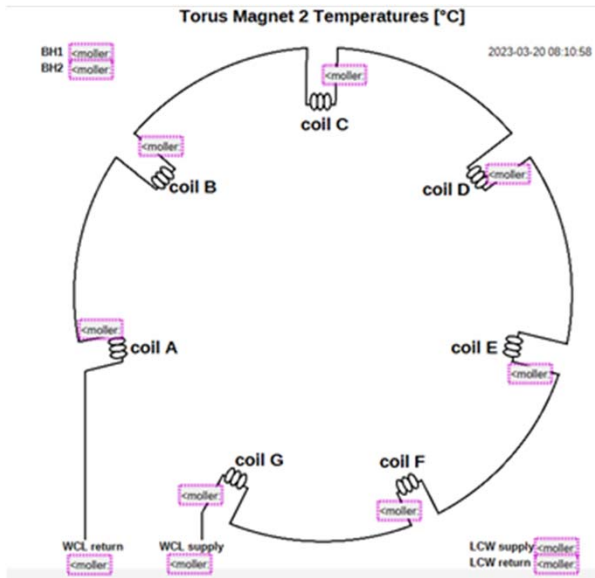 Torus Magnet 2 Temperatures [°C]
BH1 <moller:
BH2 <moller:
2023-03-20 08:10:58
<moller:
coil C
<moller:
coil B
<moller:
coil D
<moller:
coil A
coil E
<moller:
coil G
coil F
<moller:
<moller:
WCL return
<moller:
WCL supply
<moller:
LCW supply <moller:
LCW return <moller: